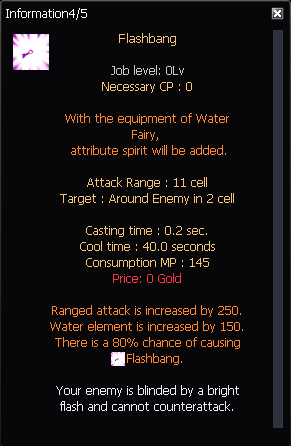 Information4/5
Flashbang
Job level: 0Lv
Necessary CP : 0
With the equipment of Water
Fairy,
attribute spirit will be added.
Attack Range : 11 cell
Target : Around Enemy in 2 cell
Casting time : 0.2 sec.
Cool time : 40.0 seconds
Consumption MP : 145
Price: 0 Gold
Ranged attack is increased by 250.
Water element is increased by 150.
There is a 80% chance of causing
Flashbang.
Your enemy is blinded by a bright
flash and cannot counterattack.